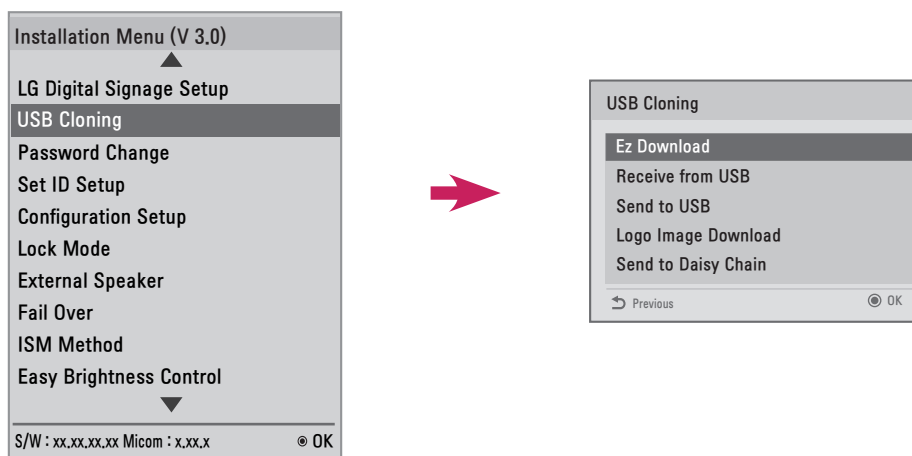 Installation Menu (V 3.0)
LG Digital Signage Setup
USB Cloning
Password Change
Set ID Setup
Configuration Setup
Lock Mode
External Speaker
Fail Over
ISM Method
Easy Brightness Control
S/W : xx.xx.xx.xx Micom : x.xx.x OK
USB Cloning
Ez Download
Receive from USB
Send to USB
Logo Image Download
Send to Daisy Chain
Previous OK